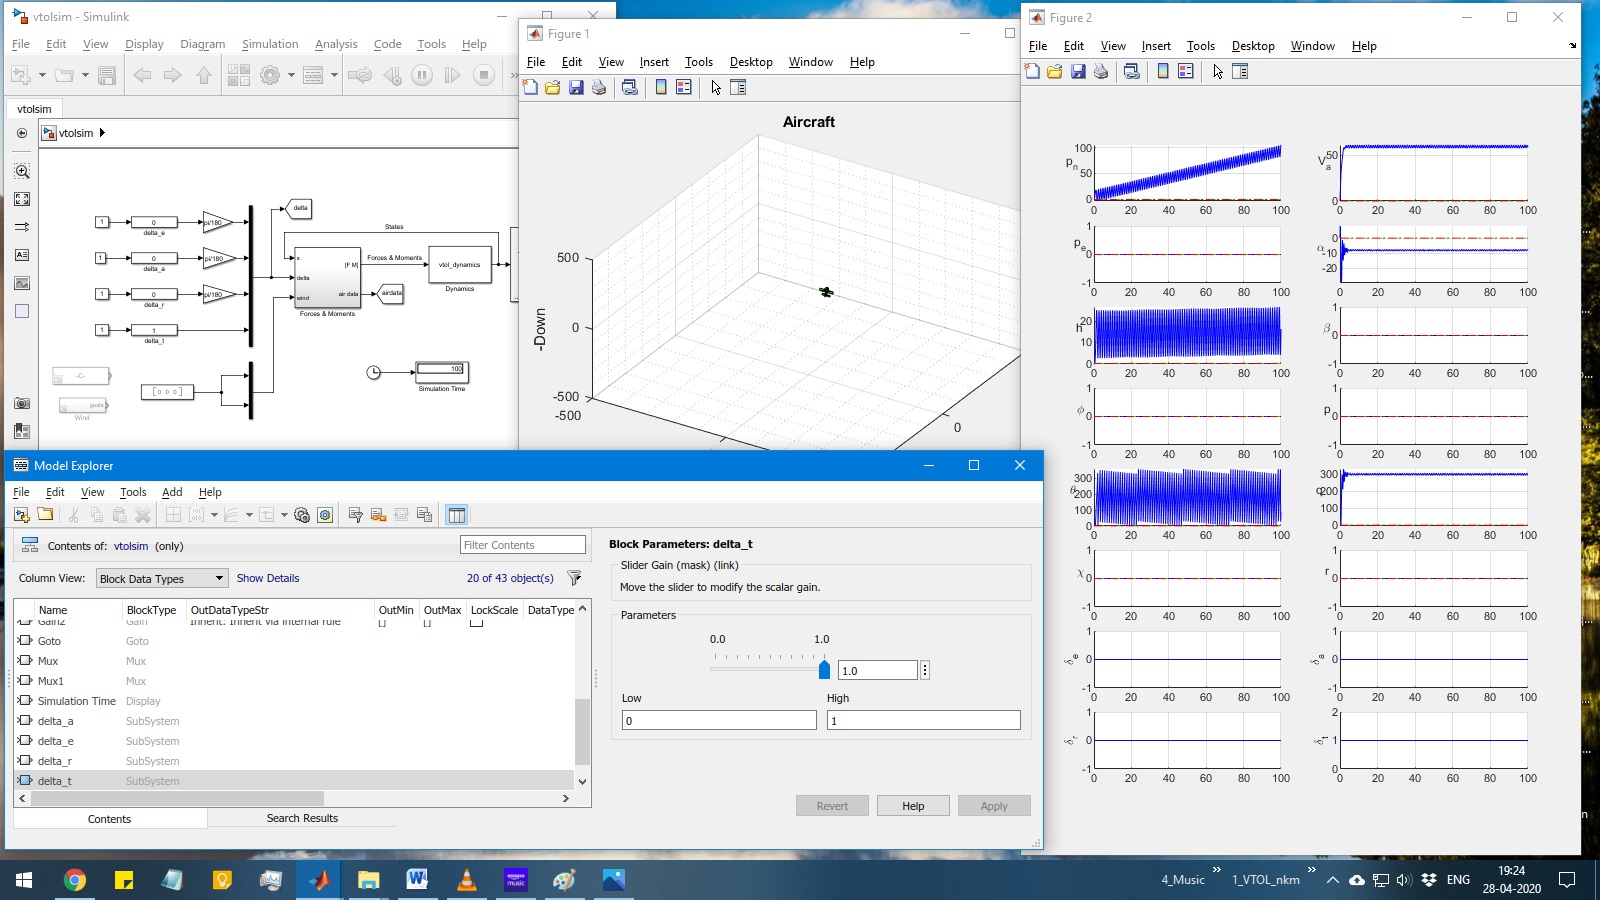 vtolsim - Simulink
File Edit View Display Diagram Simulation Analysis Code Tools Help
vtolsim
vtolsim
1 0 pi/180
delta_e
1 0 pi/180
delta_a
1 0 pi/180
delta_r
1 1
delta_t
delta
States
x
delta
wind
[F M]
air data
Forces & Moments
Forces & Moments
vtol_dynamics
Dynamics
airdata
-C-
gusts
Wind
[ 0 0 0 ]
100
Simulation Time
Figure 1
File Edit View Insert Tools Desktop Window Help
Aircraft
-Down
500
0
-500
-500
0
Figure 2
File Edit View Insert Tools Desktop Window Help
p_n
100
50
0
0 20 40 60 80 100
V_a
50
0
0 20 40 60 80 100
p_e
1
0
-1
0 20 40 60 80 100
α
0
-10
-20
0 20 40 60 80 100
h
20
10
0
0 20 40 60 80 100
β
1
0
-1
0 20 40 60 80 100
ϕ
1
0
-1
0 20 40 60 80 100
p
1
0
-1
0 20 40 60 80 100
θ
300
200
100
0
0 20 40 60 80 100
q
300
200
100
0
0 20 40 60 80 100
χ
1
0
-1
0 20 40 60 80 100
r
1
0
-1
0 20 40 60 80 100
δ_e
1
0
-1
0 20 40 60 80 100
δ_a
1
0
-1
0 20 40 60 80 100
δ_r
1
0
-1
0 20 40 60 80 100
δ_t
2
1
0
0 20 40 60 80 100
Model Explorer
File Edit View Tools Add Help
Contents of: vtolsim (only)
Filter Contents
Column View: Block Data Types Show Details 20 of 43 object(s)
Name BlockType OutDataTypeStr OutMin OutMax LockScale DataType
Gain2 Gain Inherit: Inherit via internal rule [] []
Goto Goto
Mux Mux
Mux1 Mux
Simulation Time Display
delta_a SubSystem
delta_e SubSystem
delta_r SubSystem
delta_t SubSystem
Contents Search Results
Block Parameters: delta_t
Slider Gain (mask) (link)
Move the slider to modify the scalar gain.
Parameters
0.0 1.0
1.0
Low High
0 1
Revert Help Apply
4_Music » 1_VTOL_nkm » ENG
19:24
28-04-2020